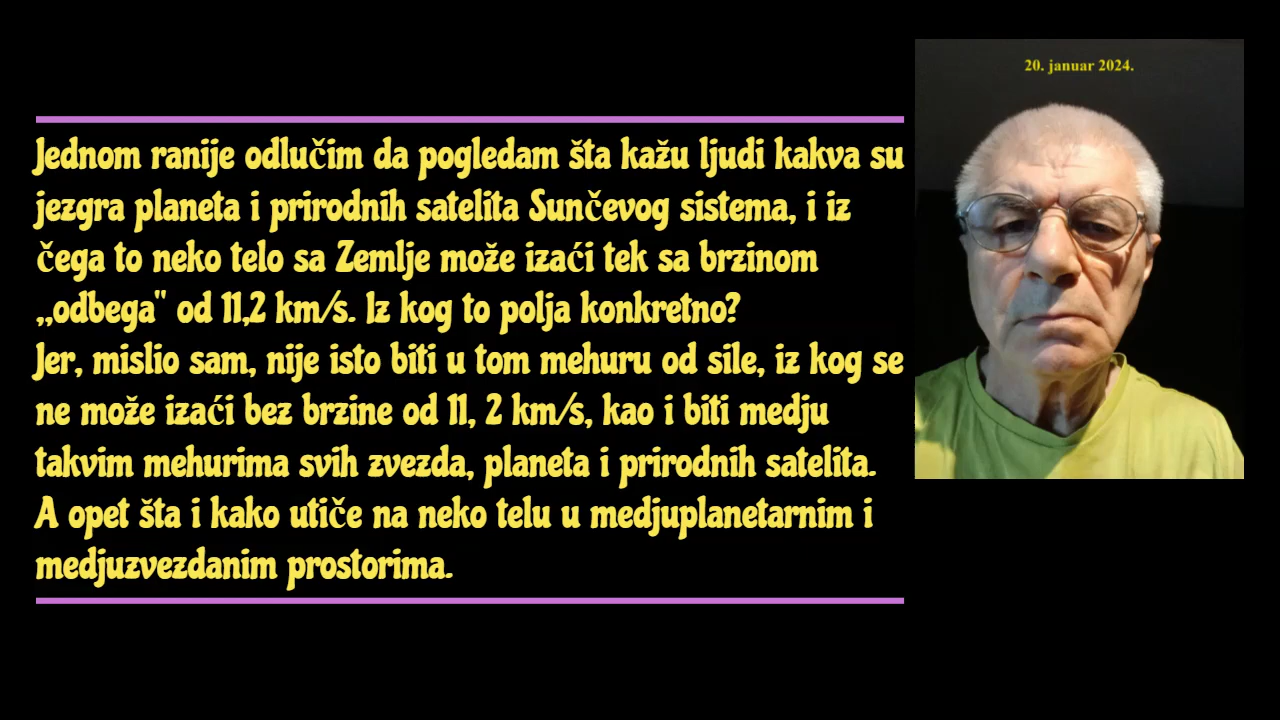 20. januar 2024.
Jednom ranije odlučim da pogledam šta kažu ljudi kakva su
jezgra planeta i prirodnih satelita Sunčevog sistema, i iz
čega to neko telo sa Zemlje može izaći tek sa brzinom
,,odbega" od 11,2 km/s. Iz kog to polja konkretno?
Jer, mislio sam, nije isto biti u tom mehuru od sile, iz kog se
ne može izaći bez brzine od 11, 2 km/s, kao i biti medju
takvim mehurima svih zvezda, planeta i prirodnih satelita.
A opet šta i kako utiče na neko telu u medjuplanetarnim i
medjuzvezdanim prostorima.